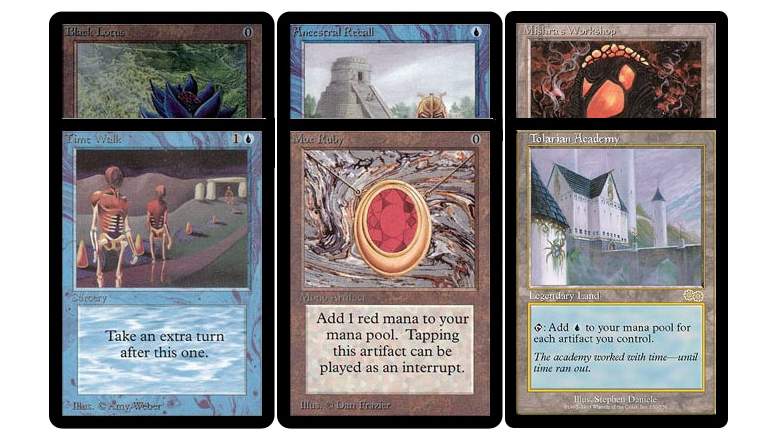 Black Lotus 0
Ancestral Recall
Mishra's Workshop
Time Walk 1
Sorcery
Take an extra turn
after this one.
Illus. © Amy Weber
Mox Ruby 0
Mono Artifact
Add 1 red mana to your
mana pool. Tapping
this artifact can be
played as an interrupt.
Illus. © Dan Frazier
Tolarian Academy
Legendary Land
: Add to your mana pool for
each artifact you control.
The academy worked with time—until
time ran out.
Illus. Stephen Daniele